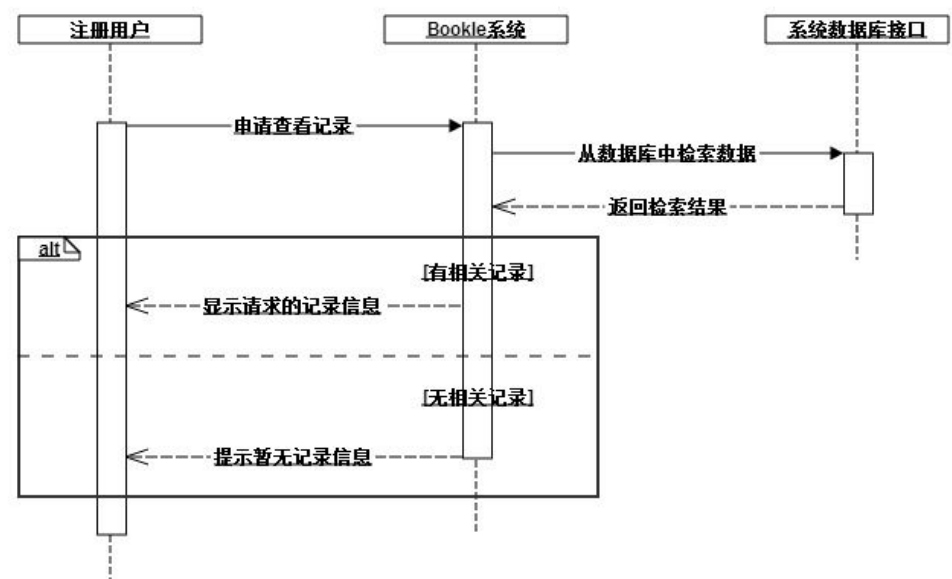 注册用户
Bookle系统
系统数据库接口
申请查看记录
从数据库中检索数据
返回检索结果
alt
[有相关记录]
显示请求的记录信息
[无相关记录]
提示暂无记录信息